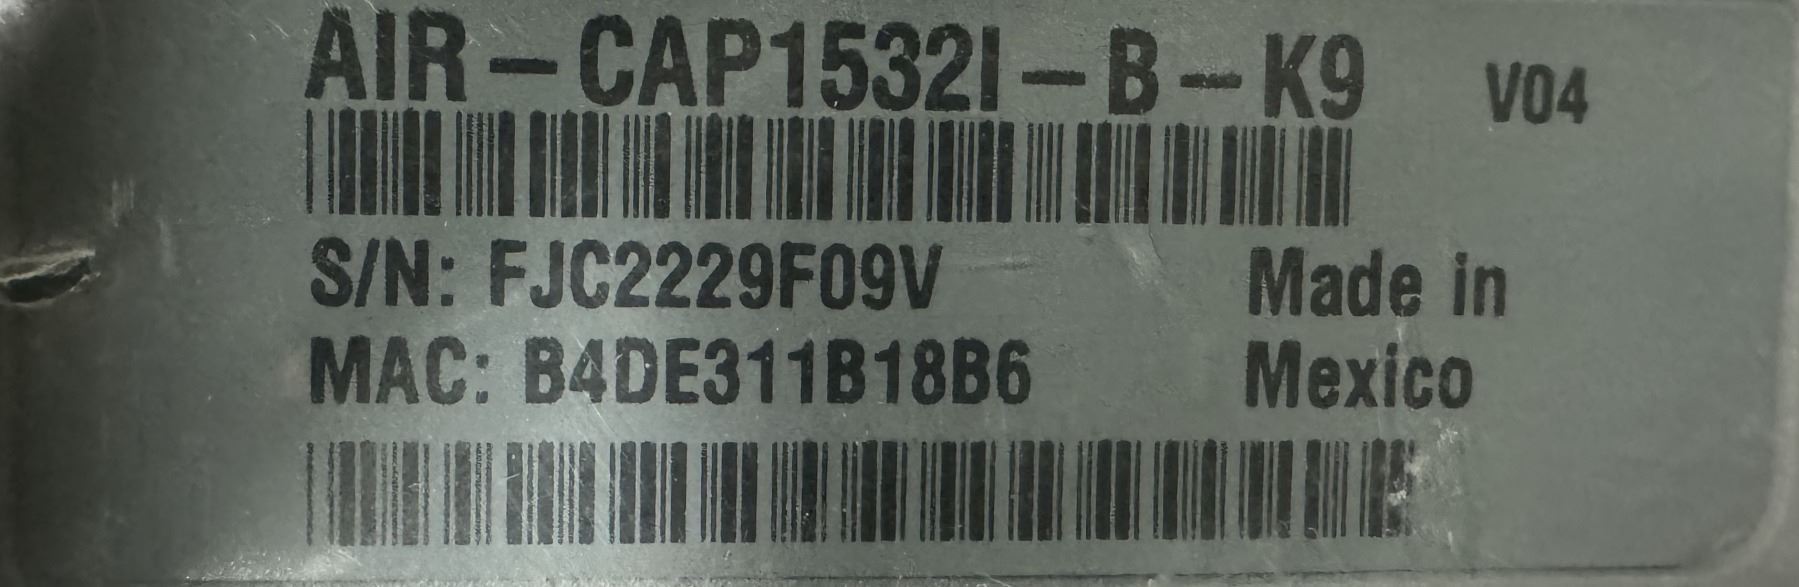 AIR-CAP1532I-B-K9 V04
S/N: FJC2229F09V Made in
MAC: B4DE311B18B6 Mexico